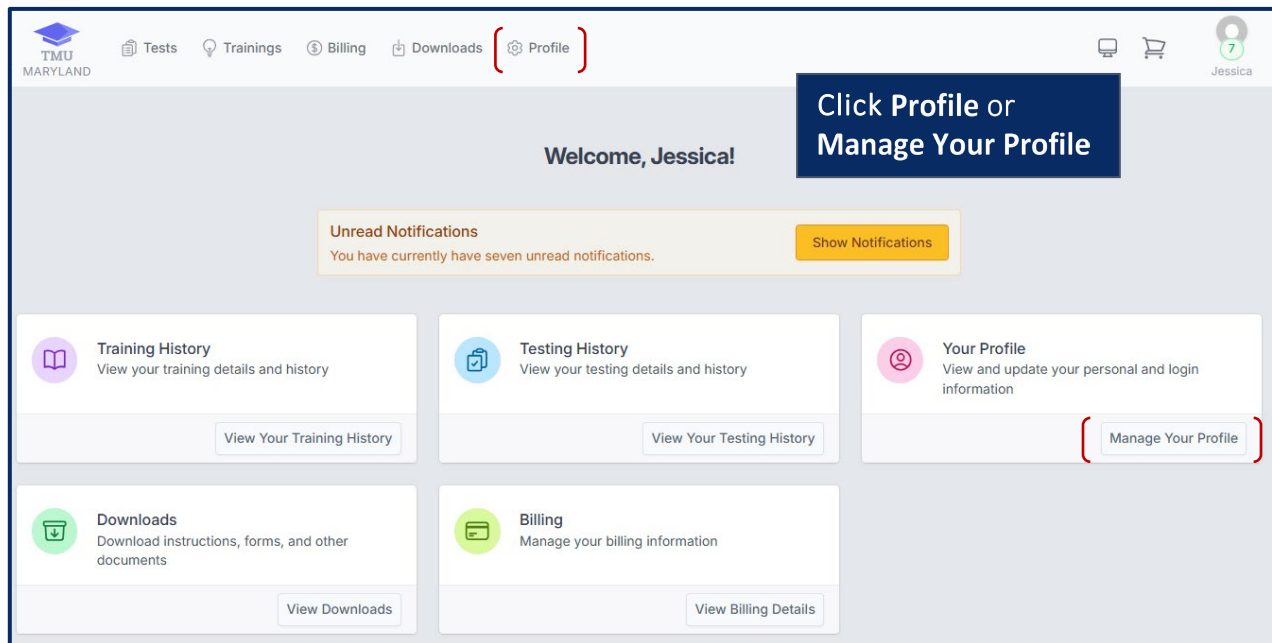 TMU
MARYLAND
Tests
Trainings
Billing
Downloads
Profile
7
Jessica
Click Profile or
Manage Your Profile
Welcome, Jessica!
Unread Notifications
You have currently have seven unread notifications.
Show Notifications
Training History
View your training details and history
View Your Training History
Testing History
View your testing details and history
View Your Testing History
Your Profile
View and update your personal and login
information
Manage Your Profile
Downloads
Download instructions, forms, and other
documents
View Downloads
Billing
Manage your billing information
View Billing Details